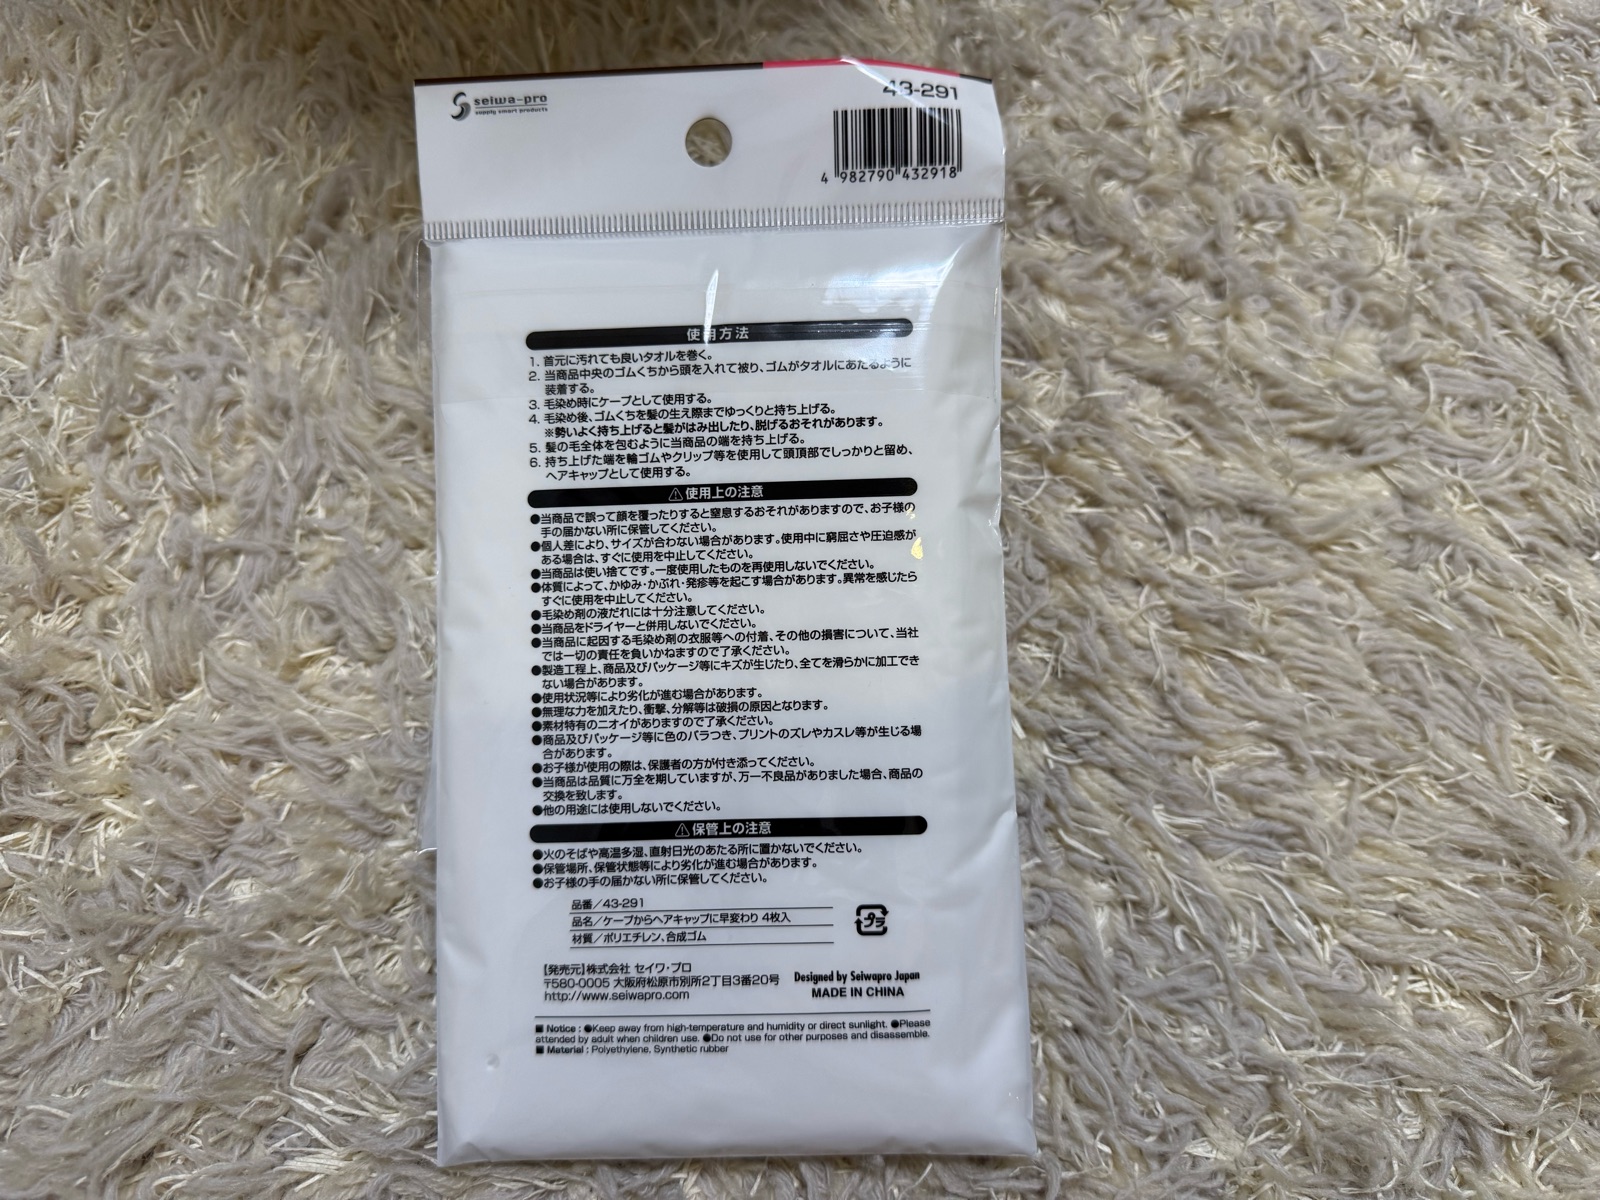 seiwa-pro
supply smart products
43-291
4 982790 432918
使用方法
1. 首元に汚れても良いタオルを巻く。
2. 当商品中央のゴムくちから頭を入れて被り、ゴムがタオルにあたるように
装着する。
3. 毛染め時にケープとして使用する。
4. 毛染め後、ゴムくちを髪の生え際までゆっくりと持ち上げる。
※勢いよく持ち上げると髪がはみ出したり、脱げるおそれがあります。
5. 髪の毛全体を包むように当商品の端を持ち上げる。
6. 持ち上げた端を輪ゴムやクリップ等を使用して頭頂部でしっかりと留め、
ヘアキャップとして使用する。
⚠使用上の注意
●当商品で誤って顔を覆ったりすると窒息するおそれがありますので、お子様の
手の届かない所に保管してください。
●個人差により、サイズが合わない場合があります。使用中に窮屈さや圧迫感が
ある場合は、すぐに使用を中止してください。
●当商品は使い捨てです。一度使用したものを再使用しないでください。
●体質によって、かゆみ・かぶれ・発疹等を起こす場合があります。異常を感じたら
すぐに使用を中止してください。
●毛染め剤の液だれには十分注意してください。
●当商品をドライヤーと併用しないでください。
●当商品に起因する毛染め剤の衣服等への付着、その他の損害について、当社
では一切の責任を負いかねますので了承ください。
●製造工程上、商品及びパッケージ等にキズが生じたり、全てを滑らかに加工でき
ない場合があります。
●使用状況等により劣化が進む場合があります。
●無理な力を加えたり、衝撃、分解等は破損の原因となります。
●素材特有のニオイがありますので了承ください。
●商品及びパッケージ等に色のバラつき、プリントのズレやカスレ等が生じる場
合があります。
●お子様が使用の際は、保護者の方が付き添ってください。
●当商品は品質に万全を期していますが、万一不良品がありました場合、商品の
交換を致します。
●他の用途には使用しないでください。
⚠保管上の注意
●火のそばや高温多湿、直射日光のあたる所に置かないでください。
●保管場所、保管状態等により劣化が進む場合があります。
●お子様の手の届かない所に保管してください。
品番／43-291
品名／ケープからヘアキャップに早変わり 4枚入
材質／ポリエチレン、合成ゴム
プラ
【発売元】株式会社 セイワ・プロ
〒580-0005 大阪府松原市別所2丁目3番20号
http://www.seiwapro.com
Designed by Seiwapro Japan
MADE IN CHINA
■ Notice : ●Keep away from high-temperature and humidity or direct sunlight. ●Please
attended by adult when children use. ●Do not use for other purposes and disassemble.
■ Material : Polyethylene, Synthetic rubber